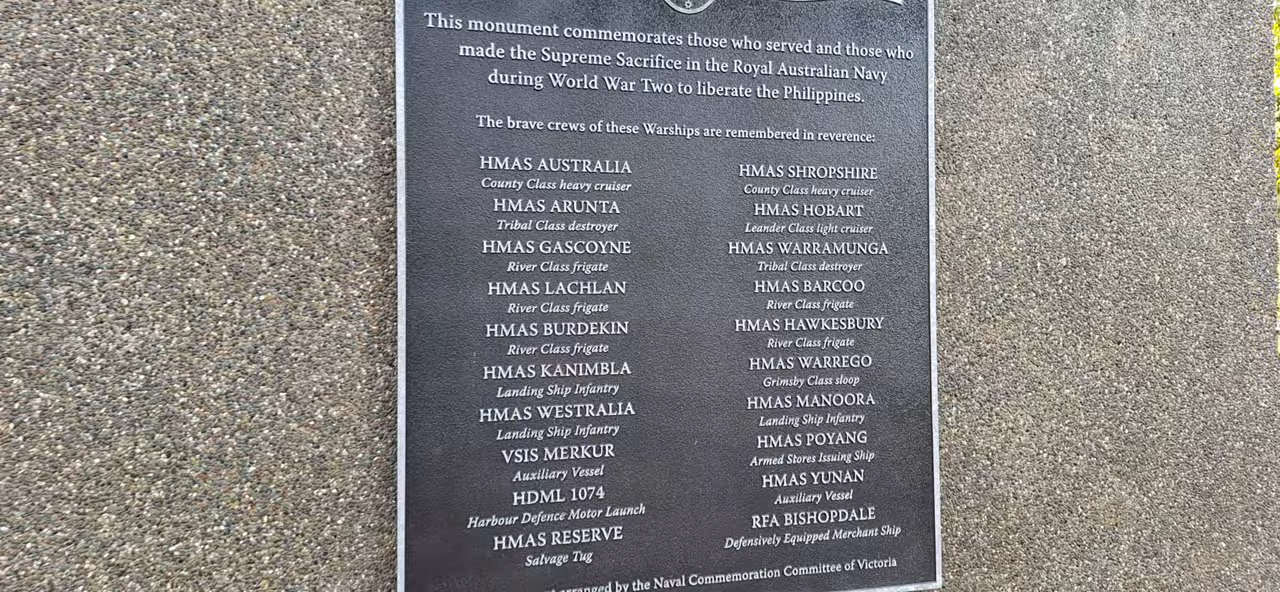 This monument commemorates those who served and those who
made the Supreme Sacrifice in the Royal Australian Navy
during World War Two to liberate the Philippines.
The brave crews of these Warships are remembered in reverence:
HMAS AUSTRALIA
County Class heavy cruiser
HMAS ARUNTA
Tribal Class destroyer
HMAS GASCOYNE
River Class frigate
HMAS LACHLAN
River Class frigate
HMAS BURDEKIN
River Class frigate
HMAS KANIMBLA
Landing Ship Infantry
HMAS WESTRALIA
Landing Ship Infantry
VSIS MERKUR
Auxiliary Vessel
HDML 1074
Harbour Defence Motor Launch
HMAS RESERVE
Salvage Tug
HMAS SHROPSHIRE
County Class heavy cruiser
HMAS HOBART
Leander Class light cruiser
HMAS WARRAMUNGA
Tribal Class destroyer
HMAS BARCOO
River Class frigate
HMAS HAWKESBURY
River Class frigate
HMAS WARREGO
Grimsby Class sloop
HMAS MANOORA
Landing Ship Infantry
HMAS POYANG
Armed Stores Issuing Ship
HMAS YUNAN
Auxiliary Vessel
RFA BISHOPDALE
Defensively Equipped Merchant Ship
arranged by the Naval Commemoration Committee of Victoria